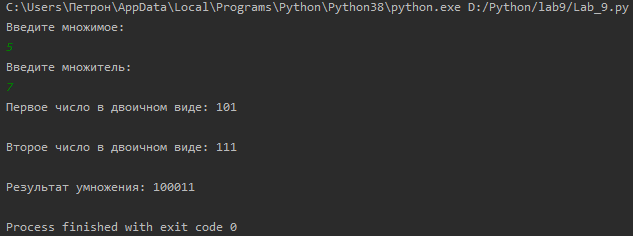 C:\Users\Петрон\AppData\Local\Programs\Python\Python38\python.exe D:/Python/lab9/Lab_9.py
Введите множимое:
5
Введите множитель:
7
Первое число в двоичном виде: 101
Второе число в двоичном виде: 111
Результат умножения: 100011
Process finished with exit code 0